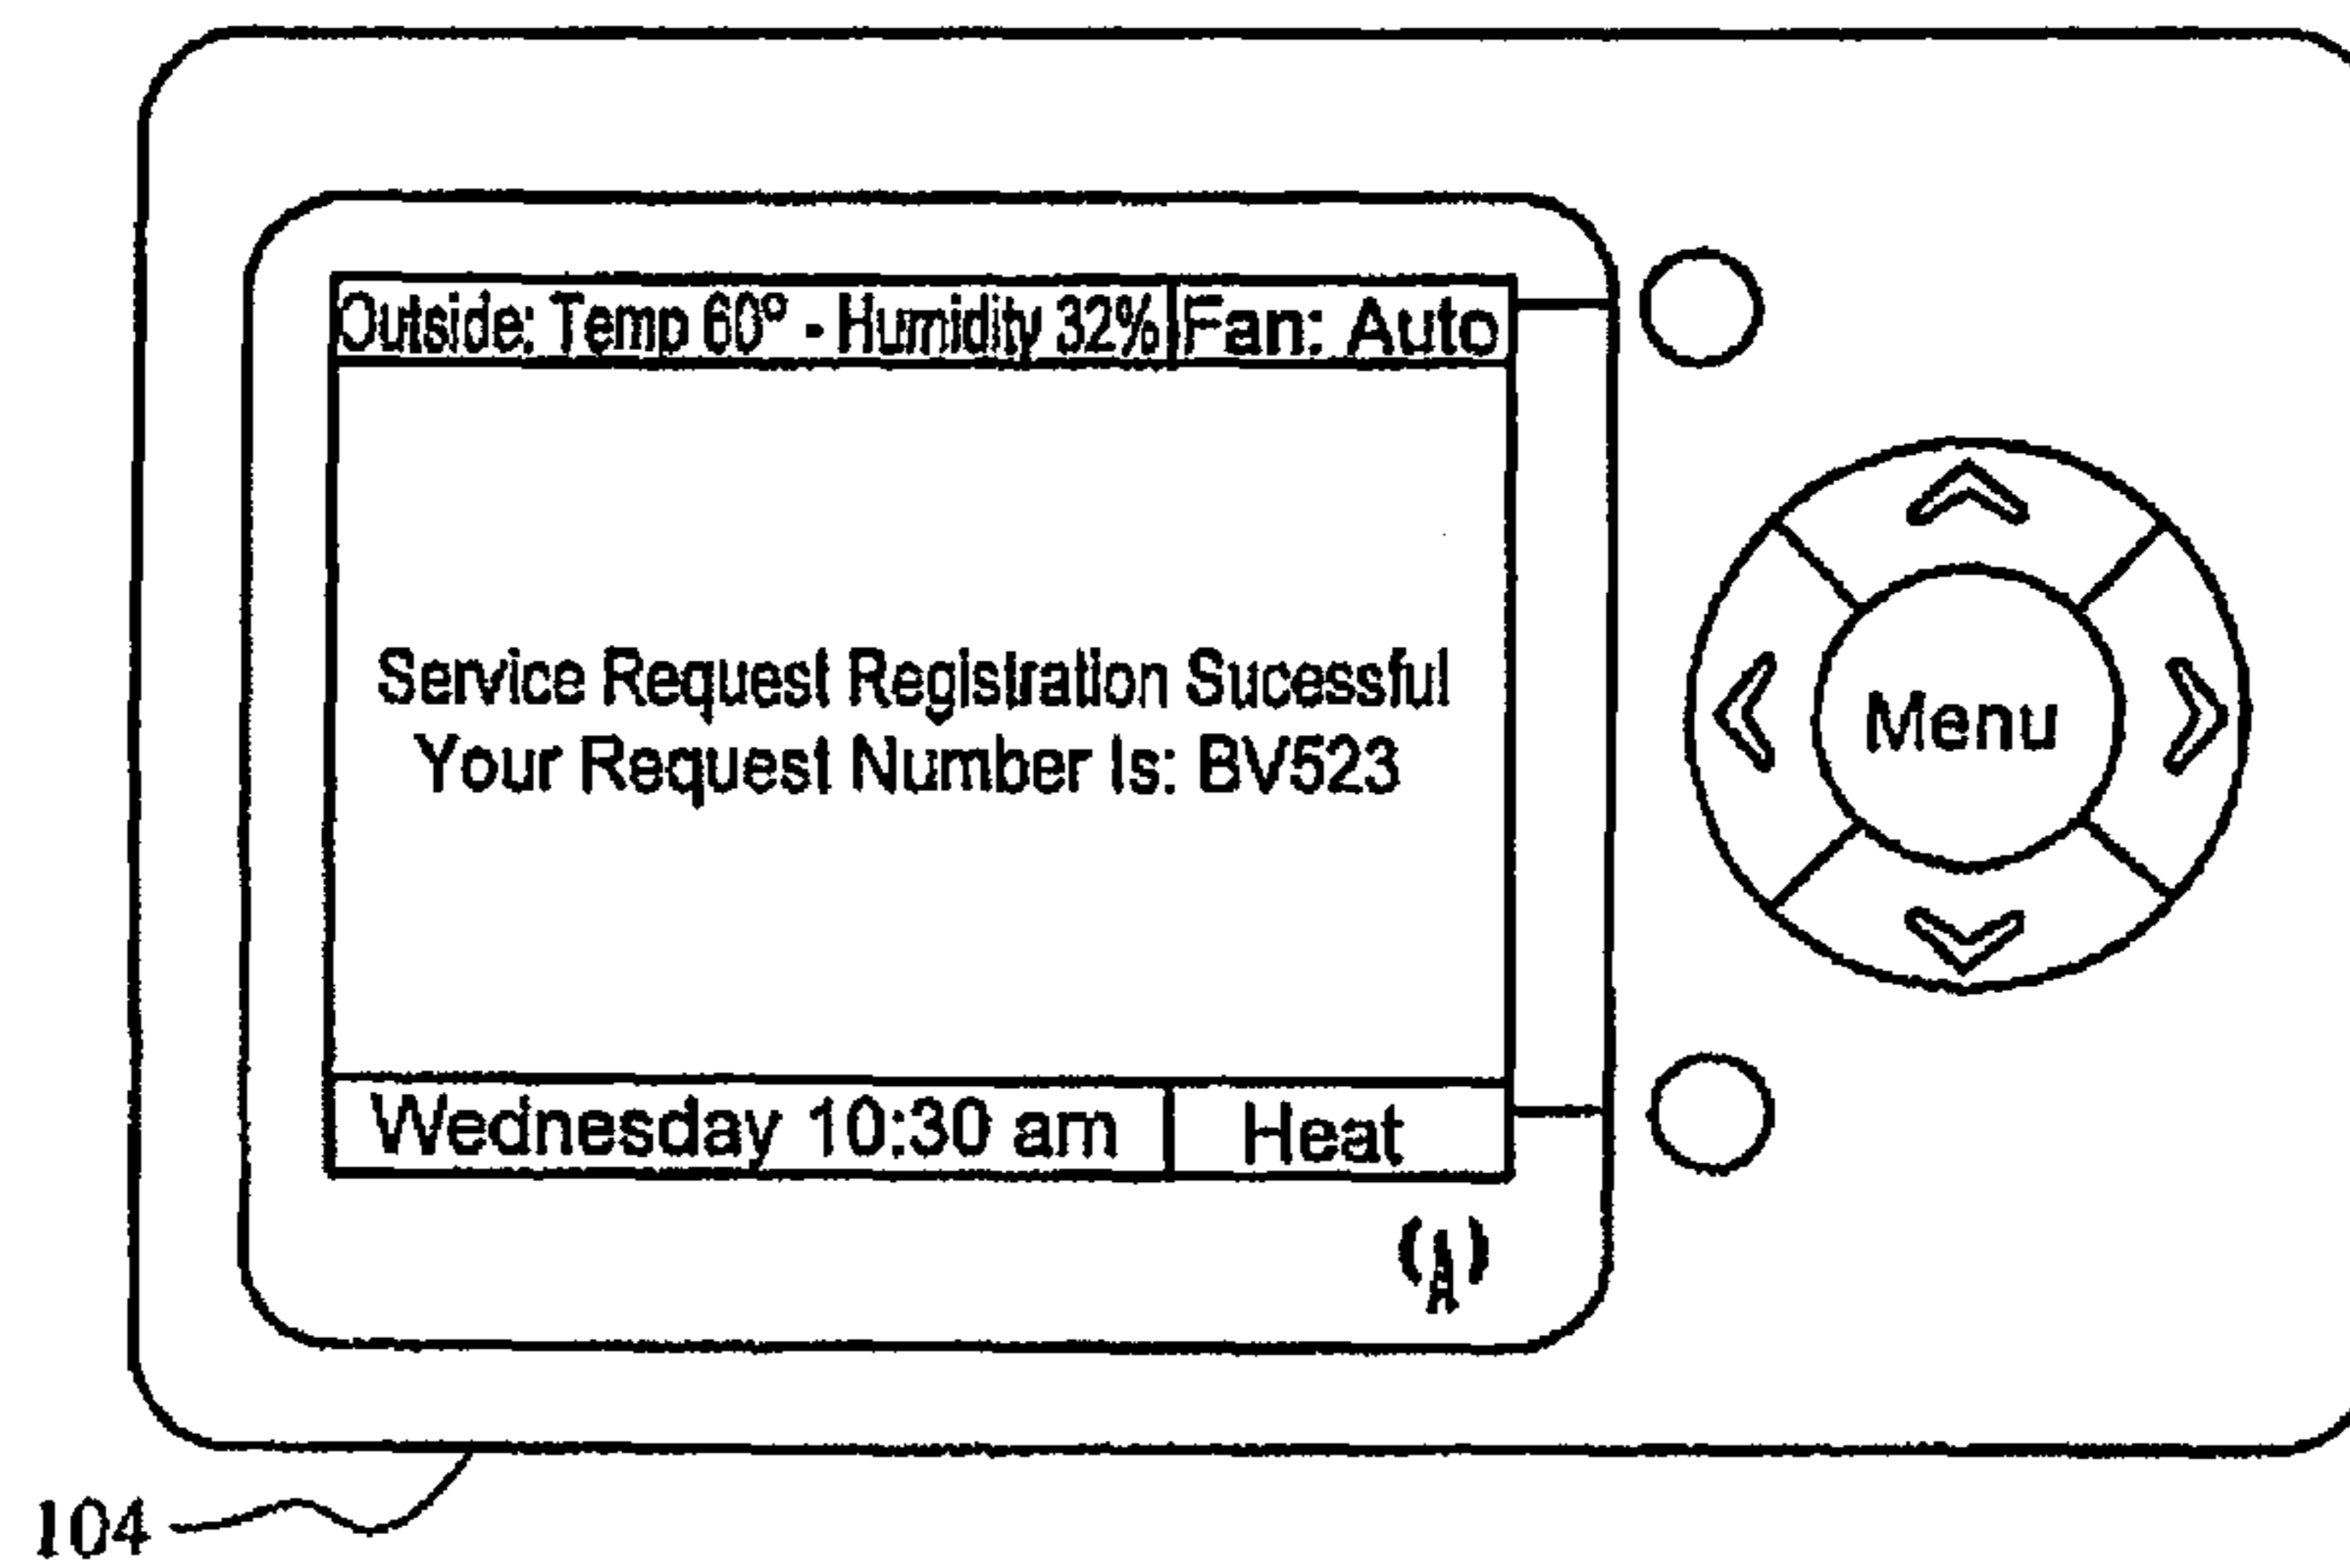 Outside: Temp 60° - Humidity 32% Fan: Auto
Service Request Registration Sucessful
Your Request Number Is: BV523
Menu
Wednesday 10:30 am Heat
104